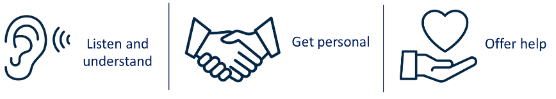 Listen and
understand
Get personal
Offer help